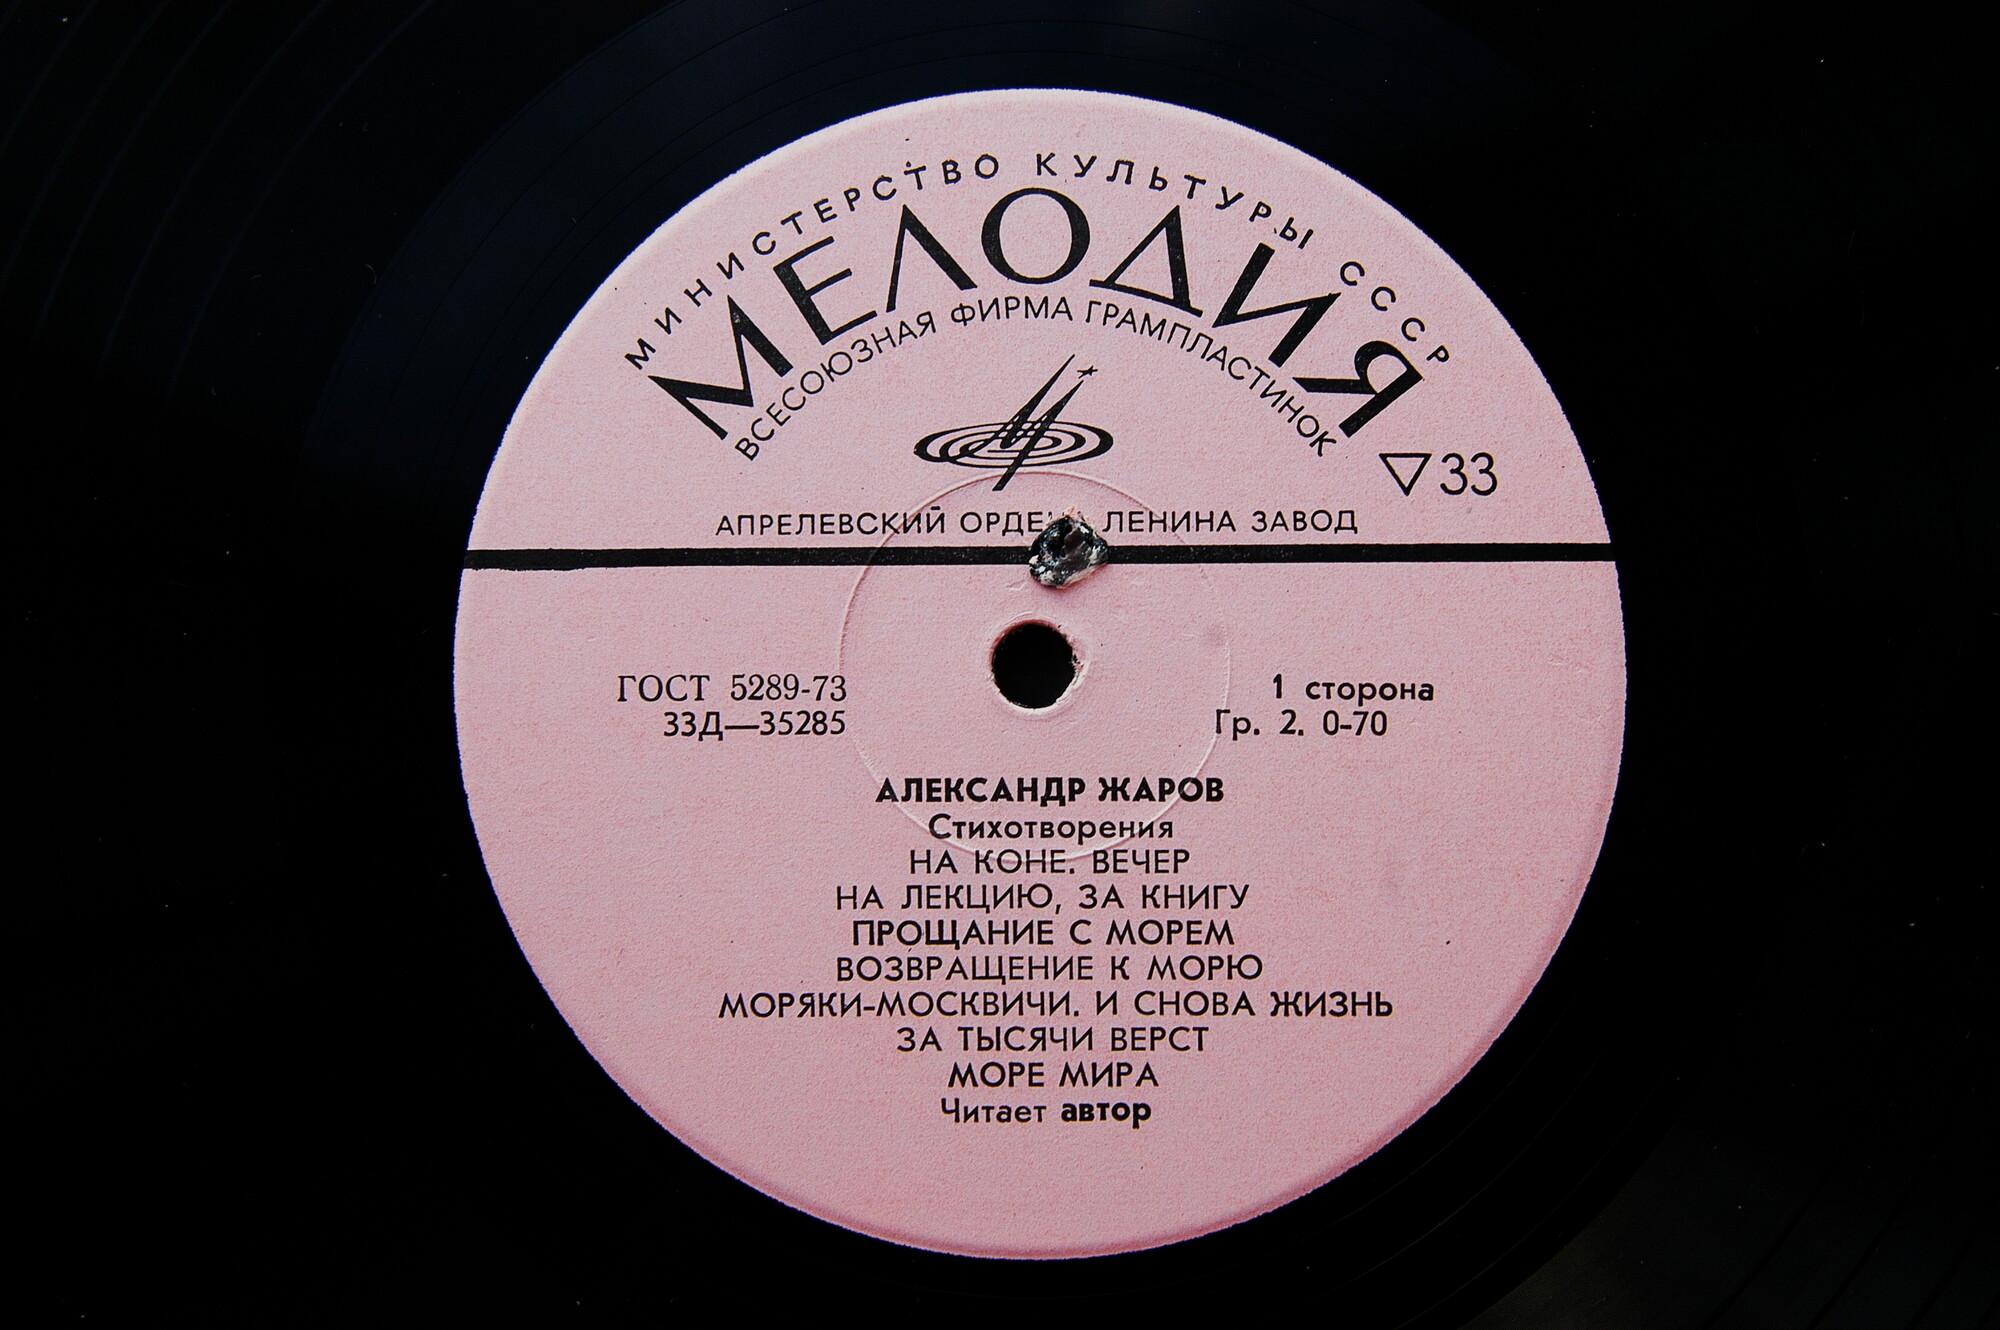 МИНИСТЕРСТВО КУЛЬТУРЫ СССР
МЕЛОДИЯ
ВСЕСОЮЗНАЯ ФИРМА ГРАМПЛАСТИНОК
33
АПРЕЛЕВСКИЙ ОРДЕНА ЛЕНИНА ЗАВОД
ГОСТ 5289-73
33Д—35285
1 сторона
Гр. 2. 0-70
АЛЕКСАНДР ЖАРОВ
Стихотворения
НА КОНЕ. ВЕЧЕР
НА ЛЕКЦИЮ, ЗА КНИГУ
ПРОЩАНИЕ С МОРЕМ
ВОЗВРАЩЕНИЕ К МОРЮ
МОРЯКИ-МОСКВИЧИ. И СНОВА ЖИЗНЬ
ЗА ТЫСЯЧИ ВЕРСТ
МОРЕ МИРА
Читает автор